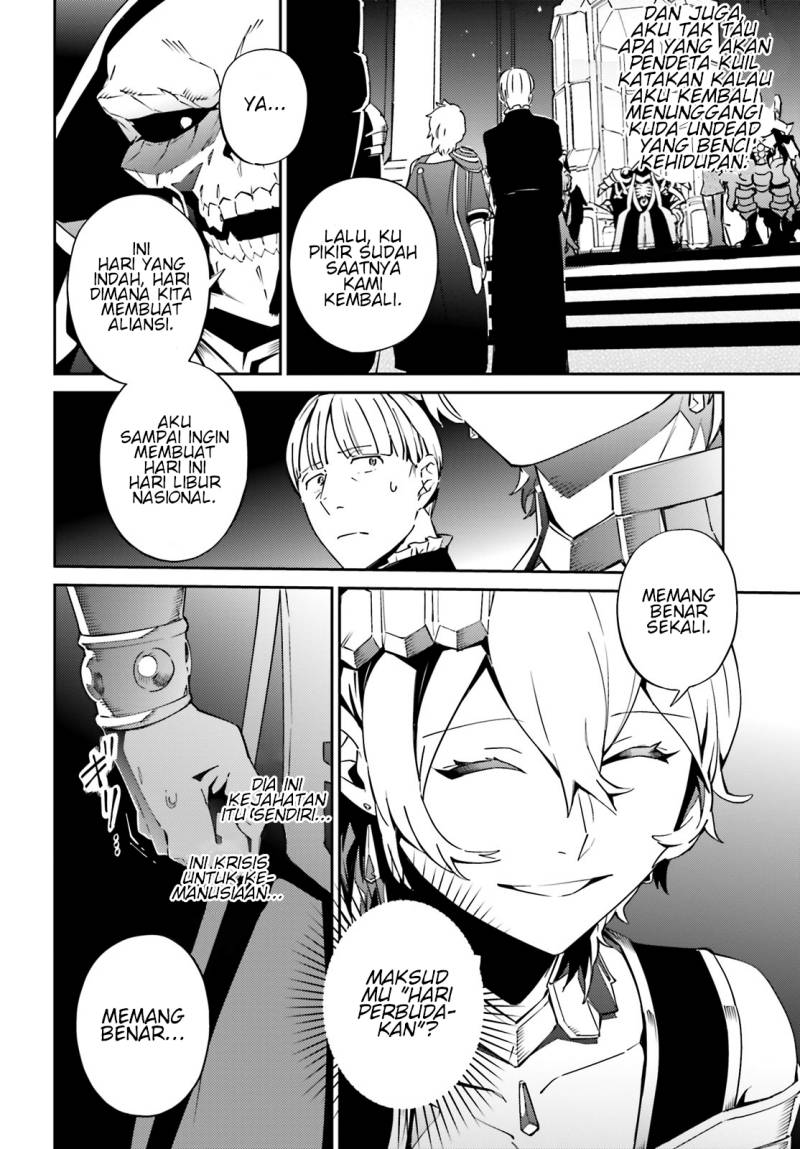 DAN JUGA,
AKU TAK TAU
APA YANG AKAN
PENDETA KUIL
KATAKAN KALAU
AKU KEMBALI
MENUNGGANGI
KUDA UNDEAD
YANG BENCI
KEHIDUPAN.
LALU, KU
PIKIR SUDAH
SAATNYA
KAMI
KEMBALI.
YA...
INI
HARI YANG
INDAH, HARI
DIMANA KITA
MEMBUAT
ALIANSI.
AKU
SAMPAI INGIN
MEMBUAT
HARI INI
HARI LIBUR
NASIONAL.
MEMANG
BENAR
SEKALI.
MAKSUD
MU "HARI
PERBUDA-
KAN"?
DIA INI
KEJAHATAN
ITU SENDIRI...
INI KRISIS
UNTUK KE-
MANUSIAAN...
MEMANG
BENAR...